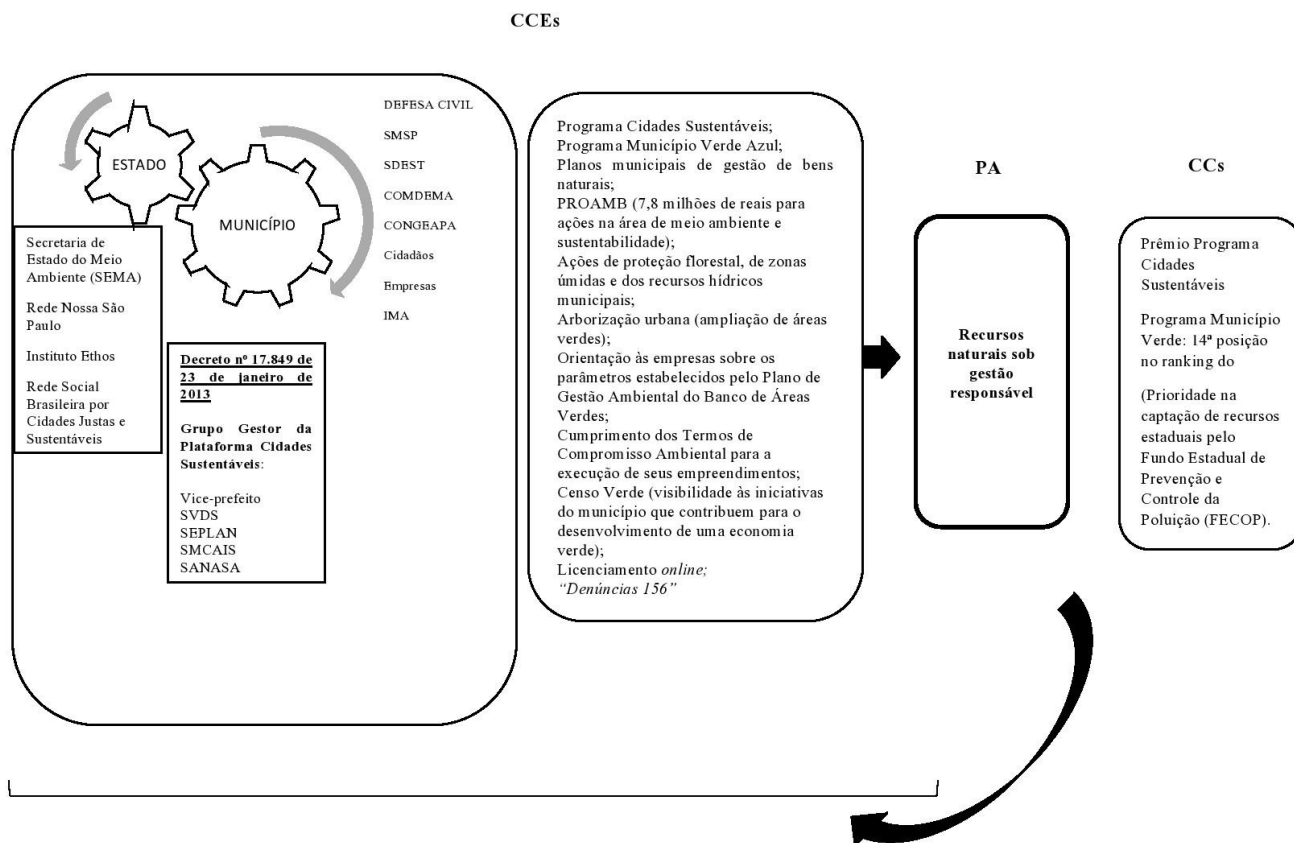 CCEs
ESTADO
MUNICÍPIO
DEFESA CIVIL
SMSP
SDEST
COMDEMA
CONGEAPA
Cidadãos
Empresas
IMA
Secretaria de
Estado do Meio
Ambiente (SEMA)
Rede Nossa São
Paulo
Instituto Ethos
Rede Social
Brasileira por
Cidades Justas e
Sustentáveis
Decreto nº 17.849 de
23 de janeiro de
2013
Grupo Gestor da
Plataforma Cidades
Sustentáveis:
Vice-prefeito
SVDS
SEPLAN
SMCAIS
SANASA
Programa Cidades Sustentáveis;
Programa Município Verde Azul;
Planos municipais de gestão de bens
naturais;
PROAMB (7,8 milhões de reais para
ações na área de meio ambiente e
sustentabilidade);
Ações de proteção florestal, de zonas
úmidas e dos recursos hídricos
municipais;
Arborização urbana (ampliação de áreas
verdes);
Orientação às empresas sobre os
parâmetros estabelecidos pelo Plano de
Gestão Ambiental do Banco de Áreas
Verdes;
Cumprimento dos Termos de
Compromisso Ambiental para a
execução de seus empreendimentos;
Censo Verde (visibilidade às iniciativas
do município que contribuem para o
desenvolvimento de uma economia
verde);
Licenciamento online;
“Denúncias 156”
PA
Recursos
naturais sob
gestão
responsável
CCs
Prêmio Programa
Cidades
Sustentáveis
Programa Município
Verde: 14ª posição
no ranking do
(Prioridade na
captação de recursos
estaduais pelo
Fundo Estadual de
Prevenção e
Controle da
Poluição (FECOP).